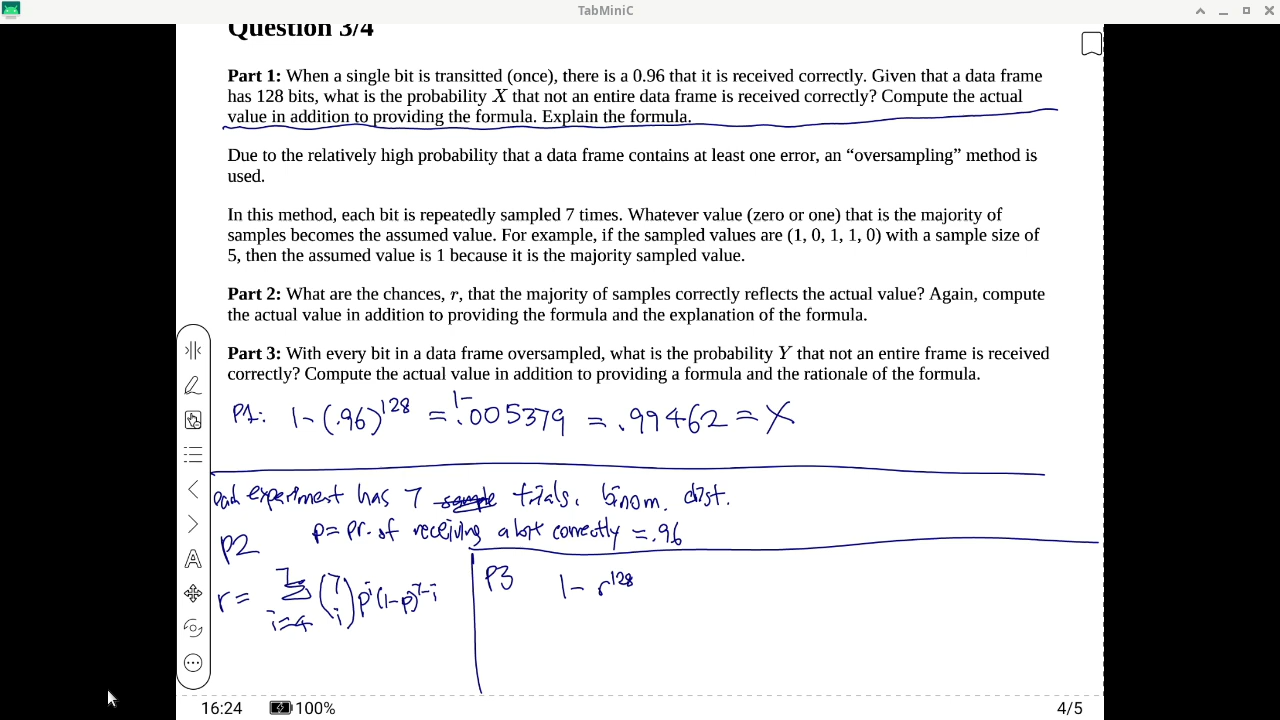 TabMiniC
Question 3/4
Part 1: When a single bit is transitted (once), there is a 0.96 that it is received correctly. Given that a data frame
has 128 bits, what is the probability X that not an entire data frame is received correctly? Compute the actual
value in addition to providing the formula. Explain the formula.
Due to the relatively high probability that a data frame contains at least one error, an “oversampling” method is
used.
In this method, each bit is repeatedly sampled 7 times. Whatever value (zero or one) that is the majority of
samples becomes the assumed value. For example, if the sampled values are (1, 0, 1, 1, 0) with a sample size of
5, then the assumed value is 1 because it is the majority sampled value.
Part 2: What are the chances, r, that the majority of samples correctly reflects the actual value? Again, compute
the actual value in addition to providing the formula and the explanation of the formula.
Part 3: With every bit in a data frame oversampled, what is the probability Y that not an entire frame is received
correctly? Compute the actual value in addition to providing a formula and the rationale of the formula.
P1: 1-(.96)^128 = 1-.005379 = .99462 = X
each experiment has 7 sample trials. binom. dist.
p= pr. of receiving a bit correctly = .96
P2
r = Σ_{i=4}^{7} (7 i) p^i (1-p)^{7-i}
P3 1- r^128
16:24 100% 4/5